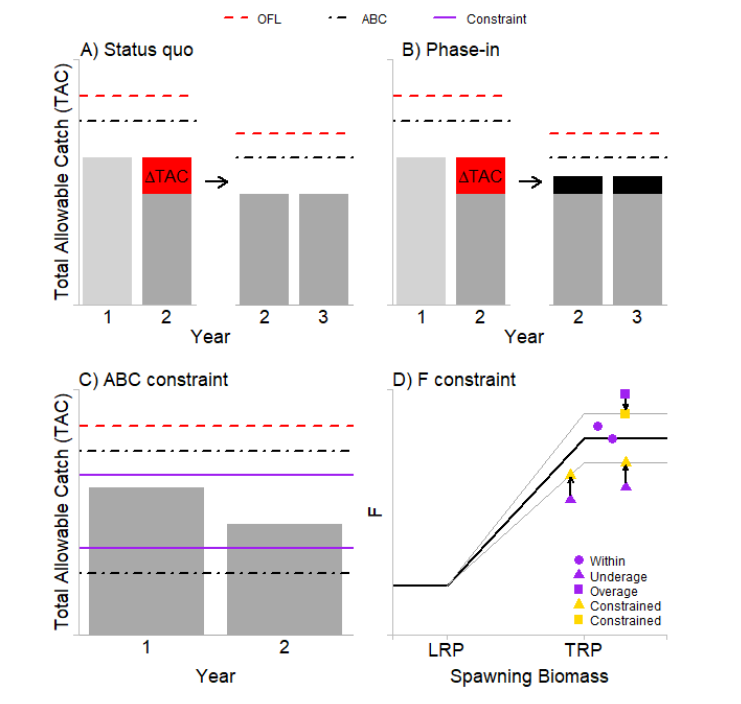 OFL ABC Constraint
A) Status quo
Total Allowable Catch (TAC)
ΔTAC
1 2 2 3
Year
B) Phase-in
ΔTAC
1 2 2 3
Year
C) ABC constraint
Total Allowable Catch (TAC)
1 2
Year
D) F constraint
F
Within
Underage
Overage
Constrained
Constrained
LRP TRP
Spawning Biomass